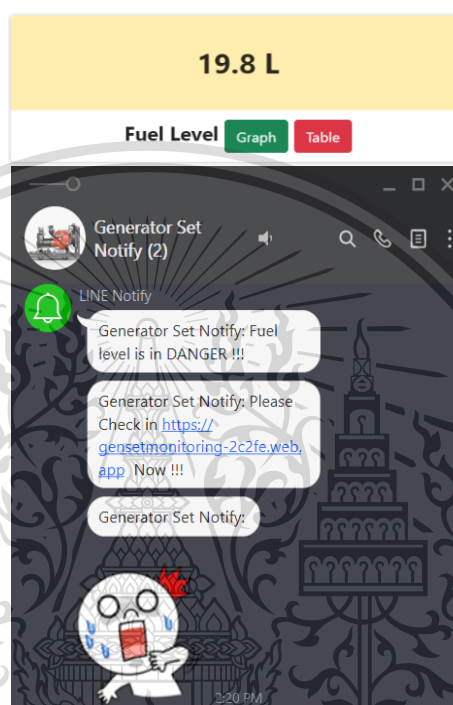 19.8 L
Fuel Level Graph Table
Generator Set
Notify (2)
LINE Notify
Generator Set Notify: Fuel
level is in DANGER !!!
Generator Set Notify: Please
Check in https://
gensetmonitoring-2c2fe.web.
app Now !!!
Generator Set Notify:
2:20 PM